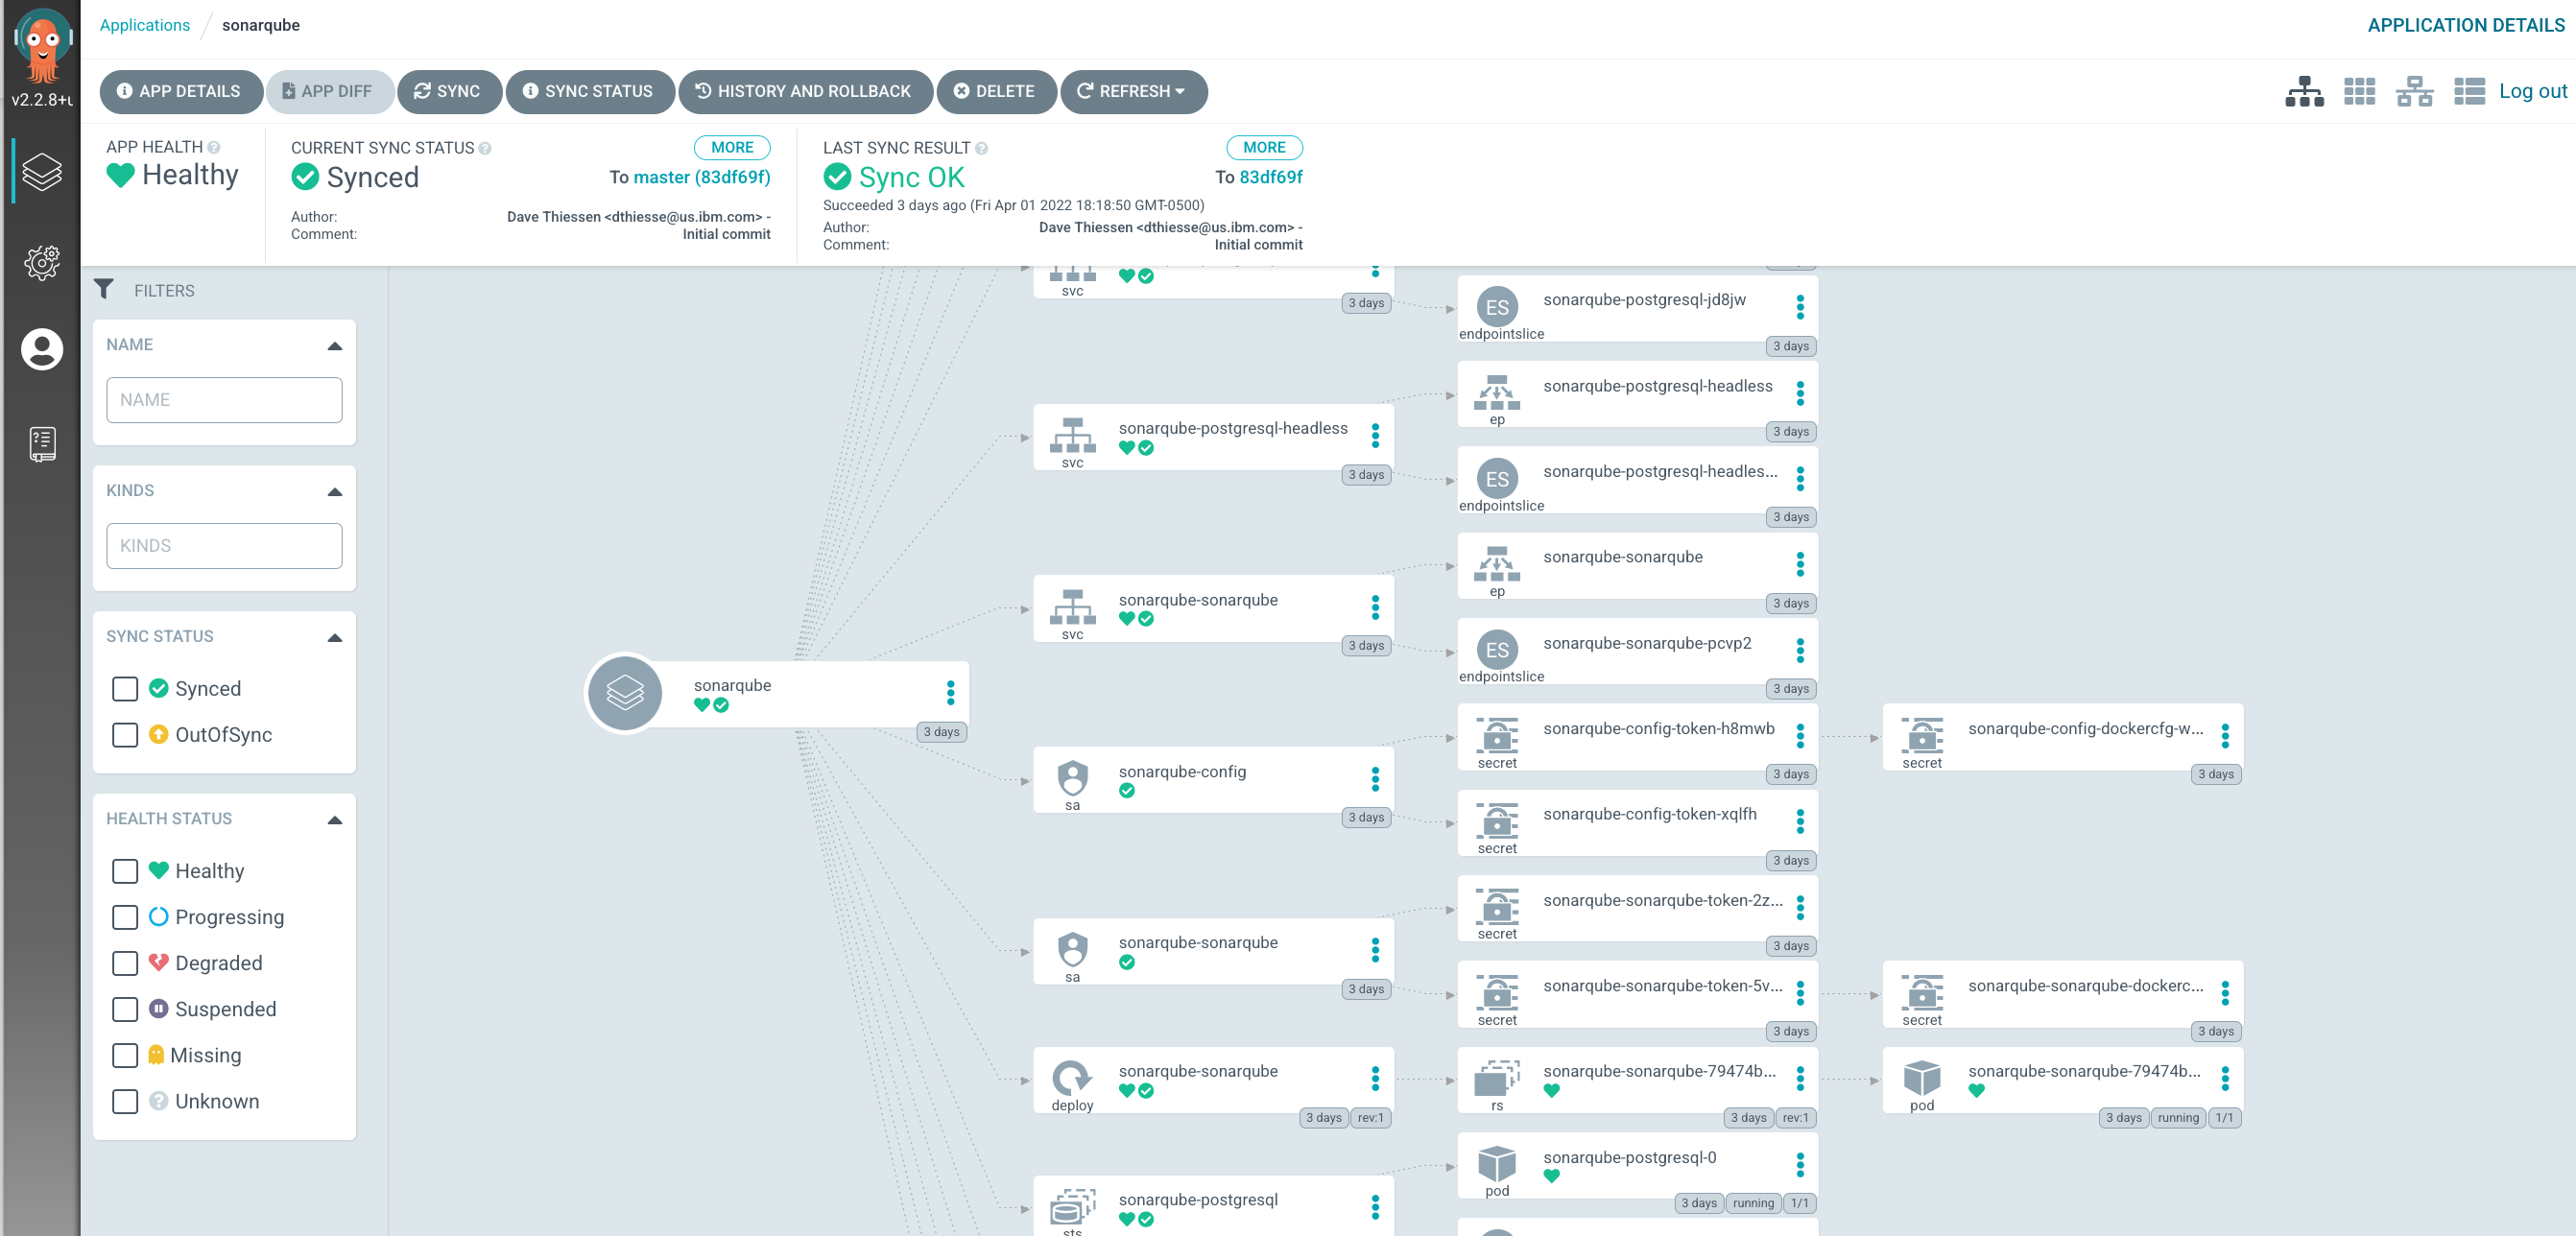 Applications / sonarqube
APPLICATION DETAILS
v2.2.8+u
APP DETAILS
APP DIFF
SYNC
SYNC STATUS
HISTORY AND ROLLBACK
DELETE
REFRESH
Log out
APP HEALTH
Healthy
CURRENT SYNC STATUS
MORE
Synced
To master (83df69f)
Author: Dave Thiessen <dthiesse@us.ibm.com> -
Comment: Initial commit
LAST SYNC RESULT
MORE
Sync OK
To 83df69f
Succeeded 3 days ago (Fri Apr 01 2022 18:18:50 GMT-0500)
Author: Dave Thiessen <dthiesse@us.ibm.com> -
Comment: Initial commit
FILTERS
NAME
NAME
KINDS
KINDS
SYNC STATUS
Synced
OutOfSync
HEALTH STATUS
Healthy
Progressing
Degraded
Suspended
Missing
Unknown
sonarqube
3 days
svc
3 days
sonarqube-postgresql-headless
svc
3 days
sonarqube-sonarqube
svc
3 days
sonarqube-config
sa
3 days
sonarqube-sonarqube
sa
3 days
sonarqube-sonarqube
deploy
3 days
rev:1
sonarqube-postgresql
sts
ES
sonarqube-postgresql-jd8jw
endpointslice
3 days
sonarqube-postgresql-headless
ep
3 days
ES
sonarqube-postgresql-headles...
endpointslice
3 days
sonarqube-sonarqube
ep
3 days
ES
sonarqube-sonarqube-pcvp2
endpointslice
3 days
sonarqube-config-token-h8mwb
secret
3 days
sonarqube-config-token-xqlfh
secret
3 days
sonarqube-sonarqube-token-2z...
secret
3 days
sonarqube-sonarqube-token-5v...
secret
3 days
sonarqube-sonarqube-79474b...
rs
3 days
rev:1
sonarqube-postgresql-0
pod
3 days
running
1/1
sonarqube-config-dockercfg-w...
secret
3 days
sonarqube-sonarqube-dockerc...
secret
3 days
sonarqube-sonarqube-79474b...
pod
3 days
running
1/1